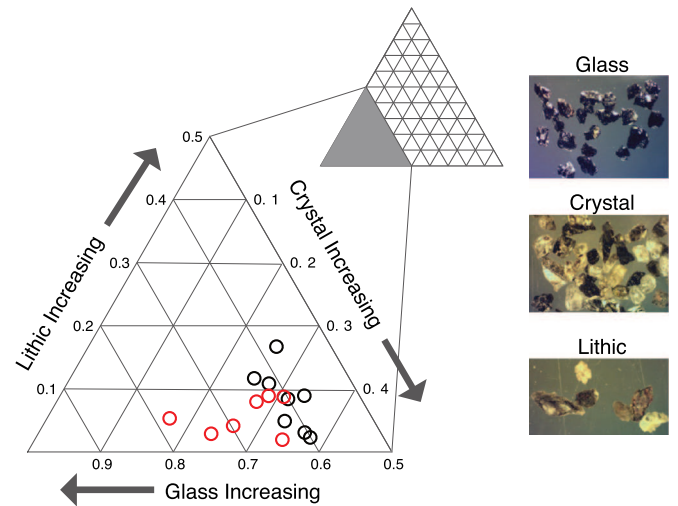 Glass
0.5
0.4
0. 1
Crystal
0.3
0. 2
Lithic Increasing
Crystal Increasing
0.2
0. 3
Lithic
0.1
0. 4
0.9
0.8
0.7
0.6
0.5
Glass Increasing